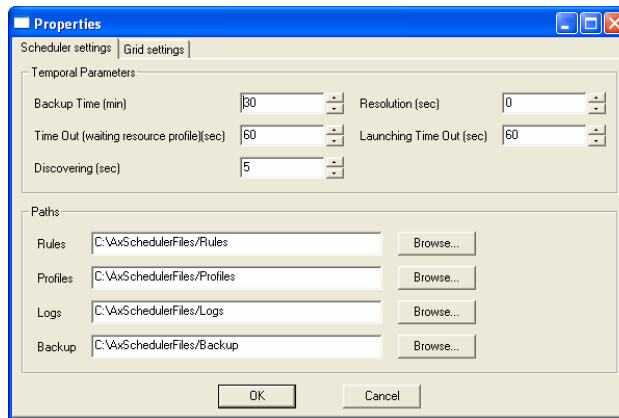 Properties
Scheduler settings Grid settings
Temporal Parameters
Backup Time (min) 30 Resolution (sec) 0
Time Out (waiting resource profile)(sec) 60 Launching Time Out (sec) 60
Discovering (sec) 5
Paths
Rules C:\AxSchedulerFiles/Rules Browse...
Profiles C:\AxSchedulerFiles/Profiles Browse...
Logs C:\AxSchedulerFiles/Logs Browse...
Backup C:\AxSchedulerFiles/Backup Browse...
OK Cancel